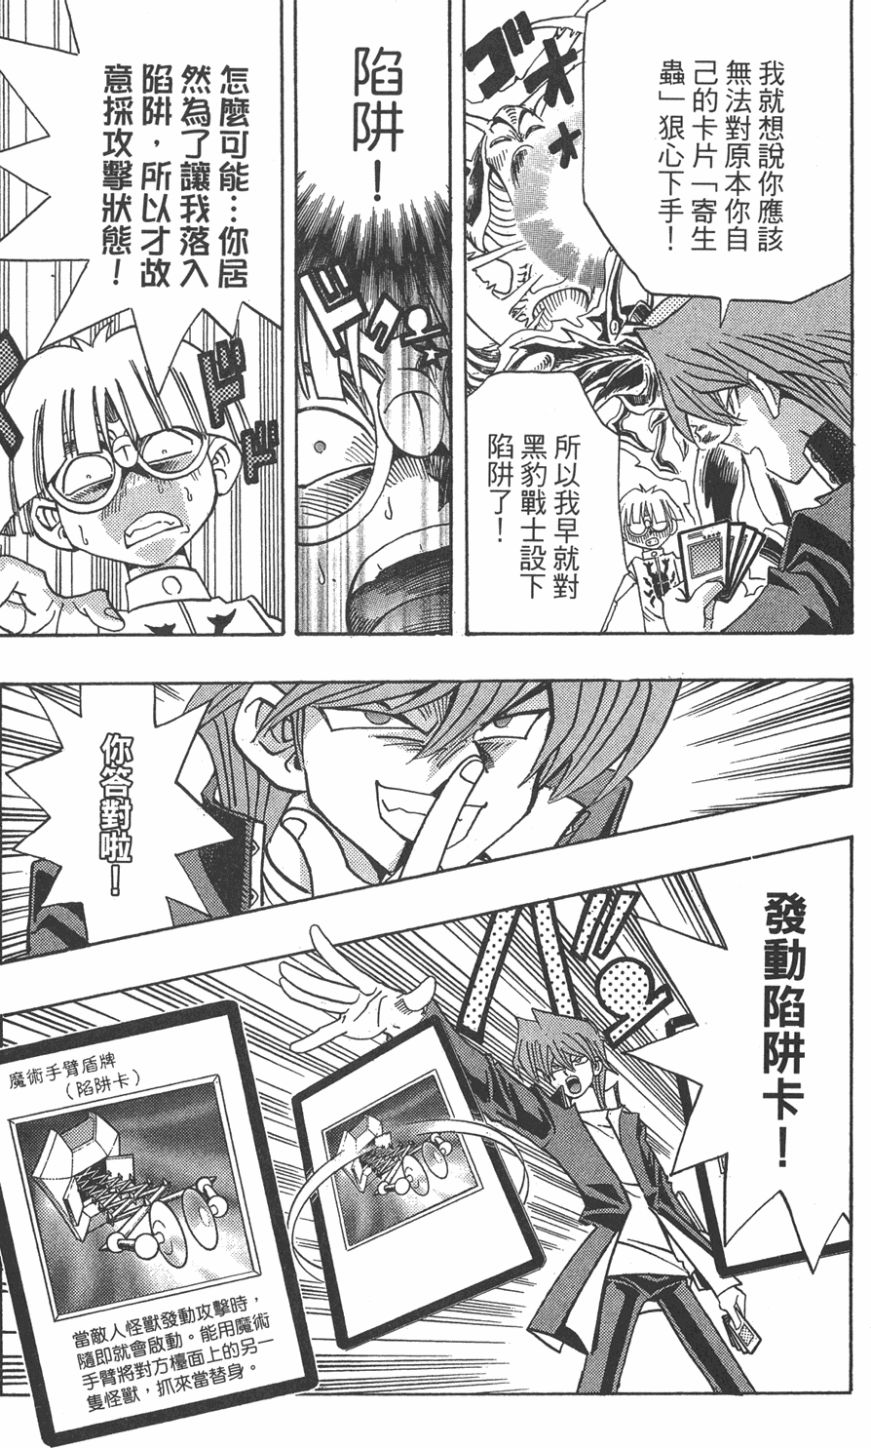 我就想說你應該
無法對原本你自
己的卡片「寄生
蟲」狠心下手！
所以我早就對
黑豹戰士設下
陷阱了！
陷阱！
怎麼可能…你居
然為了讓我落入
陷阱，所以才故
意採攻擊狀態！
你答對啦！
發動陷阱卡！
魔術手臂盾牌
（陷阱卡）
當敵人怪獸發動攻擊時，
隨即就會啟動。能用魔術
手臂將對方檯面上的另一
隻怪獸，抓來當替身。